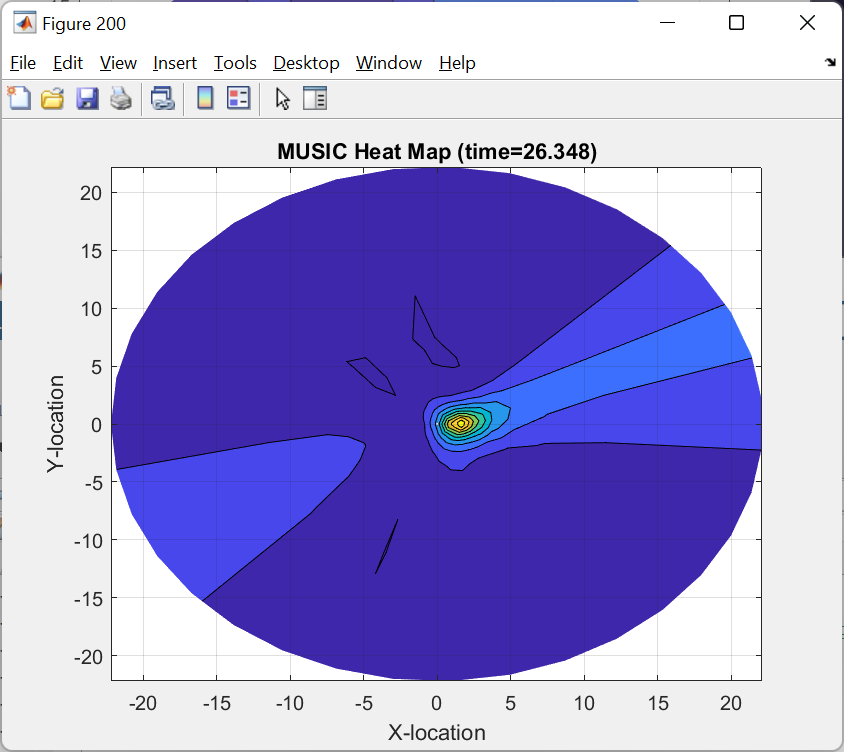 Figure 200
File Edit View Insert Tools Desktop Window Help
MUSIC Heat Map (time=26.348)
20
15
10
5
0
-5
-10
-15
-20
Y-location
-20 -15 -10 -5 0 5 10 15 20
X-location